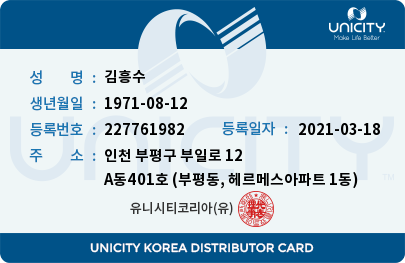 UNICITY
Make Life Better
성 명 : 김흥수
생년월일 : 1971-08-12
등록번호 : 227761982 등록일자 : 2021-03-18
주 소 : 인천 부평구 부일로 12
A동401호 (부평동, 헤르메스아파트 1동)
유니시티코리아(유)
UNICITY KOREA DISTRIBUTOR CARD